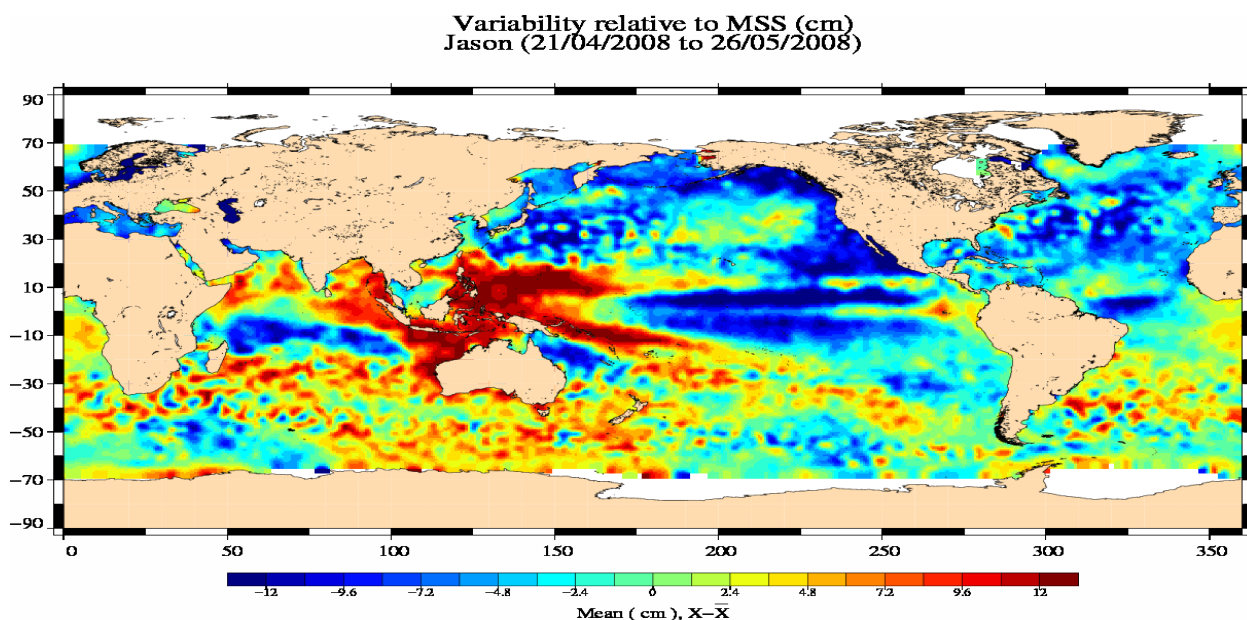 Variability relative to MSS (cm)
Jason (21/04/2008 to 26/05/2008)
90
70
50
30
10
−10
−30
−50
−70
−90
0 50 100 150 200 250 300 350
−12 −9.6 −7.2 −4.8 −2.4 0 2.4 4.8 7.2 9.6 12
Mean ( cm ), X−X̅